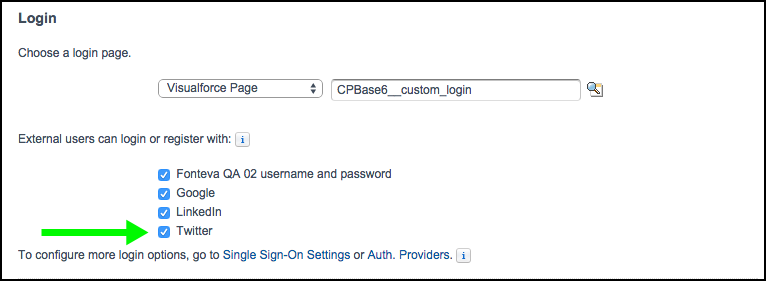 Login
Choose a login page.
Visualforce Page CPBase6__custom_login
External users can login or register with: i
Fonteva QA 02 username and password
Google
LinkedIn
Twitter
To configure more login options, go to Single Sign-On Settings or Auth. Providers. i